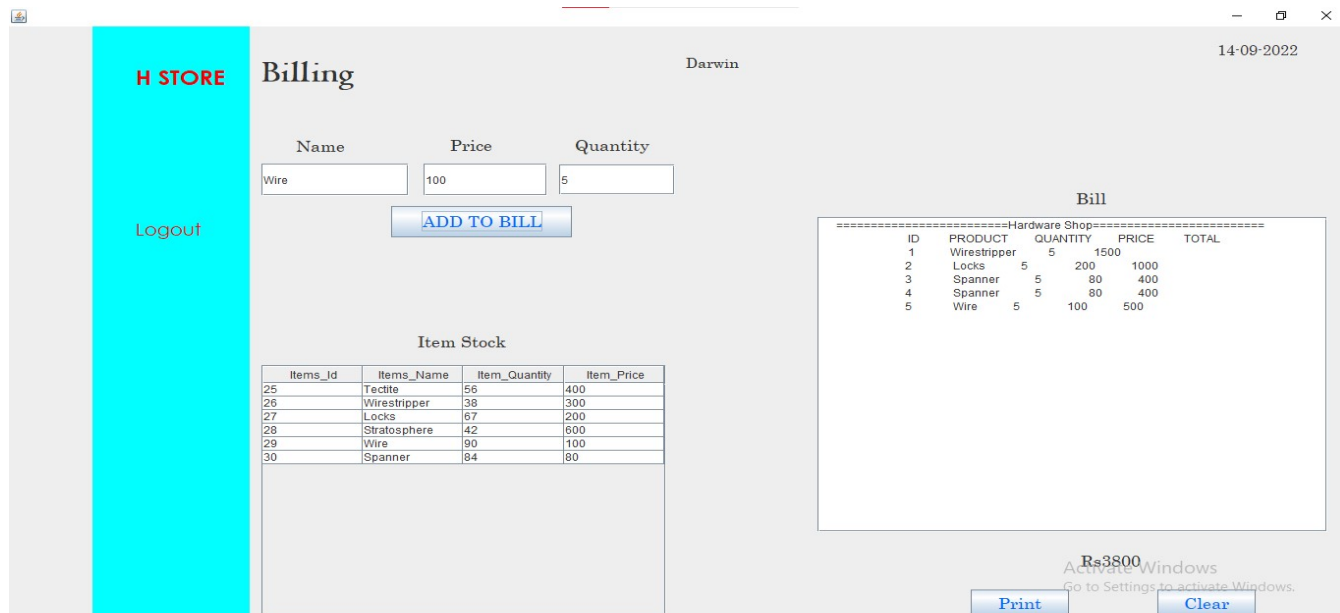 14-09-2022
H STORE
Billing
Darwin
Name Price Quantity
Wire 100 5
ADD TO BILL
Logout
Item Stock
Items_Id Items_Name Item_Quantity Item_Price
25 Tectite 56 400
26 Wirestripper 38 300
27 Locks 67 200
28 Stratosphere 42 600
29 Wire 90 100
30 Spanner 84 80
Bill
=========================Hardware Shop=========================
ID PRODUCT QUANTITY PRICE TOTAL
1 Wirestripper 5 1500
2 Locks 5 200 1000
3 Spanner 5 80 400
4 Spanner 5 80 400
5 Wire 5 100 500
Rs3800
Activate Windows
Go to Settings to activate Windows.
Print Clear